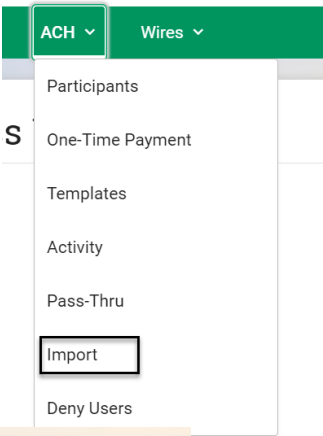 ACH Wires
Participants
s
One-Time Payment
Templates
Activity
Pass-Thru
Import
Deny Users